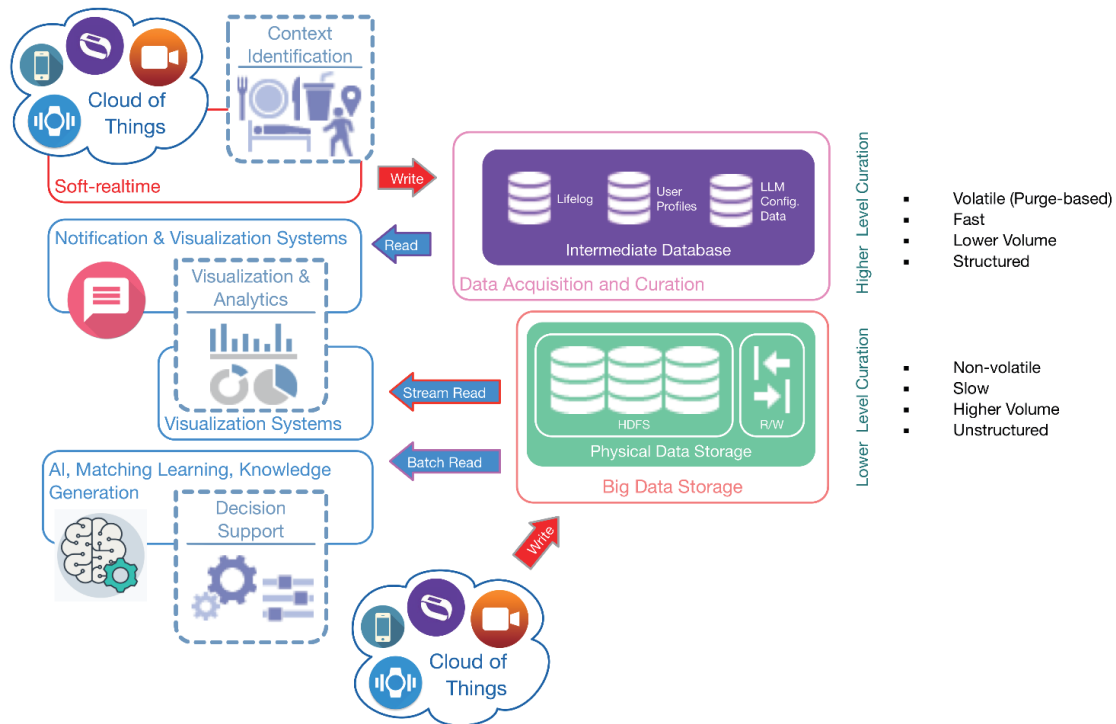 Cloud of
Things
Context
Identification
Soft-realtime
Write
Lifelog
User
Profiles
LLM
Config.
Data
Intermediate Database
Data Acquisition and Curation
Higher Level Curation
▪ Volatile (Purge-based)
▪ Fast
▪ Lower Volume
▪ Structured
Notification & Visualization Systems
Read
Visualization &
Analytics
Visualization Systems
Stream Read
HDFS
R/W
Physical Data Storage
Big Data Storage
Lower Level Curation
▪ Non-volatile
▪ Slow
▪ Higher Volume
▪ Unstructured
Batch Read
AI, Matching Learning, Knowledge
Generation
Decision
Support
Write
Cloud of
Things